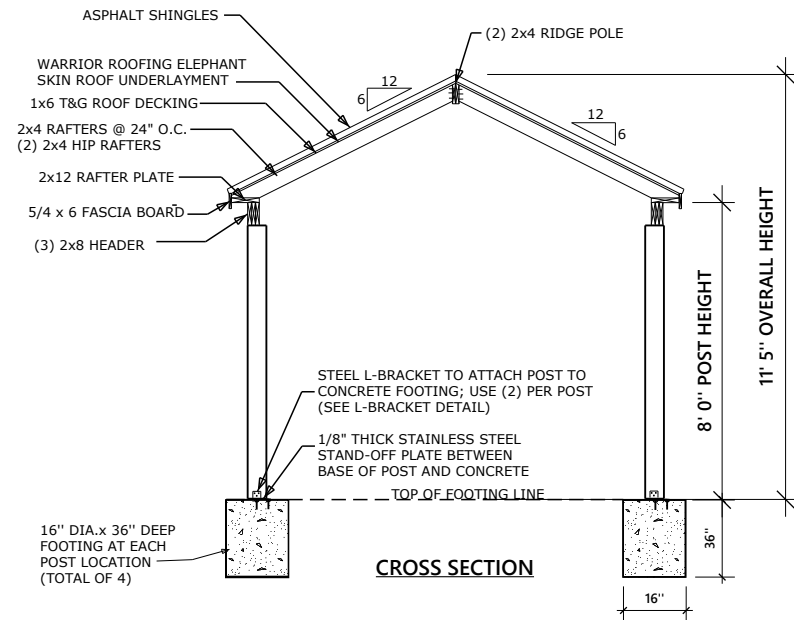 ASPHALT SHINGLES
(2) 2x4 RIDGE POLE
WARRIOR ROOFING ELEPHANT
SKIN ROOF UNDERLAYMENT
12
6
1x6 T&G ROOF DECKING
12
6
2x4 RAFTERS @ 24" O.C.
(2) 2x4 HIP RAFTERS
2x12 RAFTER PLATE
5/4 x 6 FASCIA BOARD
(3) 2x8 HEADER
8' 0" POST HEIGHT
11' 5" OVERALL HEIGHT
STEEL L-BRACKET TO ATTACH POST TO
CONCRETE FOOTING; USE (2) PER POST
(SEE L-BRACKET DETAIL)
1/8" THICK STAINLESS STEEL
STAND-OFF PLATE BETWEEN
BASE OF POST AND CONCRETE
TOP OF FOOTING LINE
16" DIA.x 36" DEEP
FOOTING AT EACH
POST LOCATION
(TOTAL OF 4)
36"
CROSS SECTION
16"